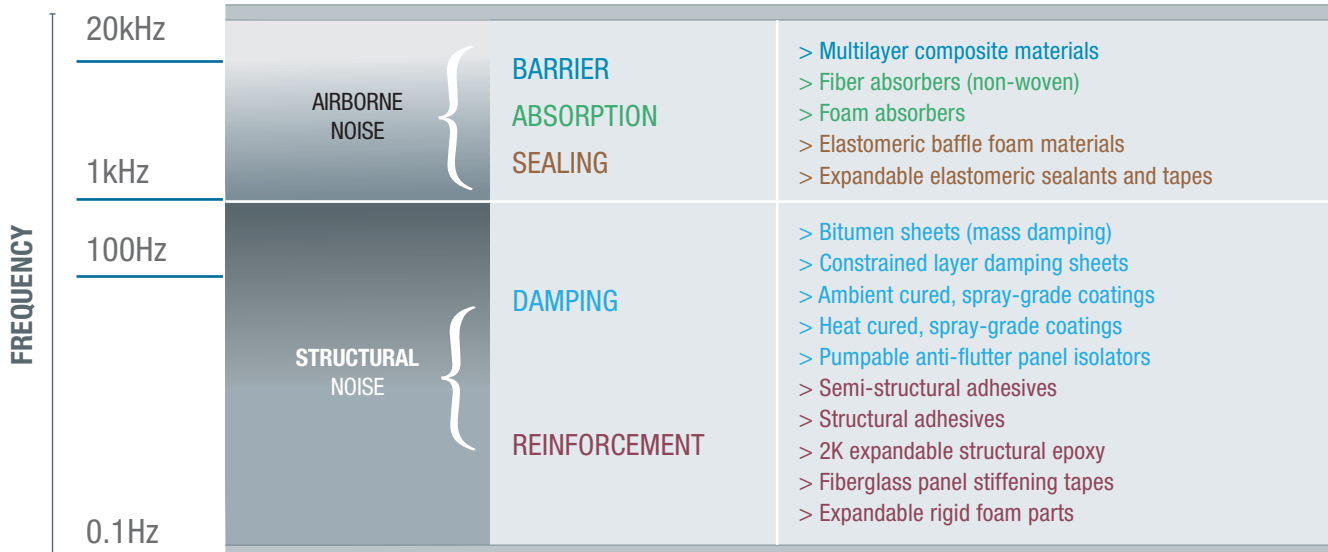 FREQUENCY
20kHz
1kHz
100Hz
0.1Hz
AIRBORNE
NOISE
BARRIER
ABSORPTION
SEALING
> Multilayer composite materials
> Fiber absorbers (non-woven)
> Foam absorbers
> Elastomeric baffle foam materials
> Expandable elastomeric sealants and tapes
STRUCTURAL
NOISE
DAMPING
REINFORCEMENT
> Bitumen sheets (mass damping)
> Constrained layer damping sheets
> Ambient cured, spray-grade coatings
> Heat cured, spray-grade coatings
> Pumpable anti-flutter panel isolators
> Semi-structural adhesives
> Structural adhesives
> 2K expandable structural epoxy
> Fiberglass panel stiffening tapes
> Expandable rigid foam parts